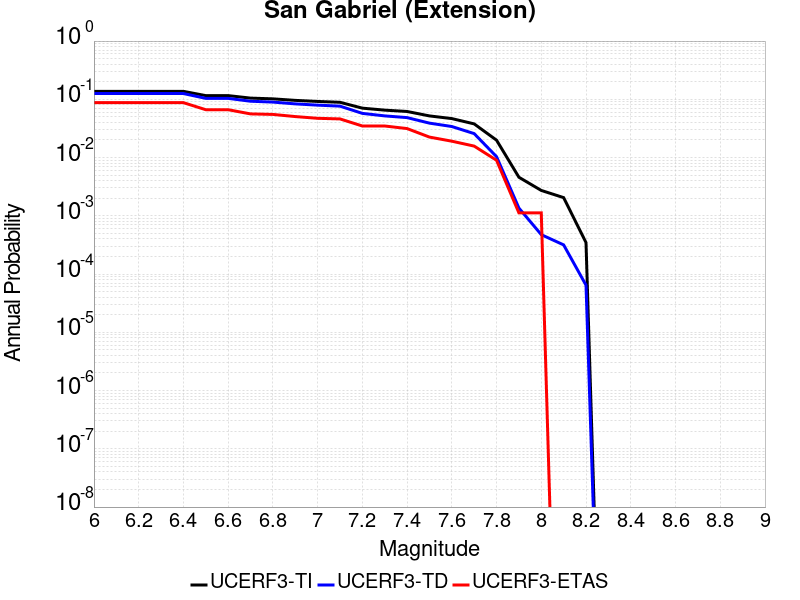 San Gabriel (Extension)
10^0
10^-1
10^-2
10^-3
10^-4
10^-5
10^-6
10^-7
10^-8
Annual Probability
6 6.2 6.4 6.6 6.8 7 7.2 7.4 7.6 7.8 8 8.2 8.4 8.6 8.8 9
Magnitude
UCERF3-TI UCERF3-TD UCERF3-ETAS